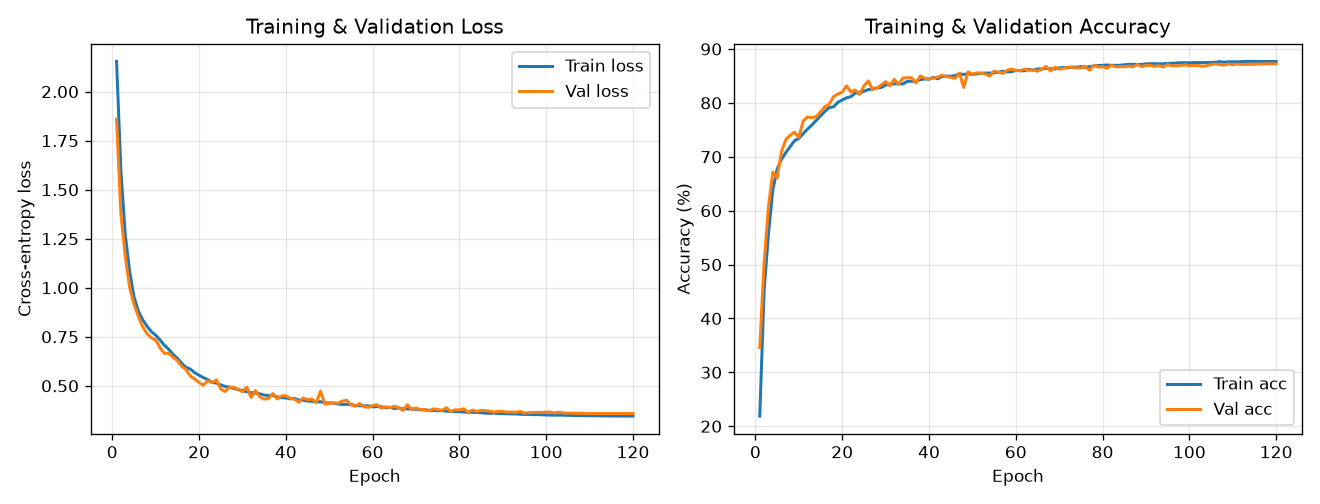 Training & Validation Loss
Train loss
Val loss
2.00
1.75
1.50
1.25
1.00
0.75
0.50
Cross-entropy loss
0 20 40 60 80 100 120
Epoch
Training & Validation Accuracy
90
80
70
60
50
40
30
20
Accuracy (%)
Train acc
Val acc
0 20 40 60 80 100 120
Epoch